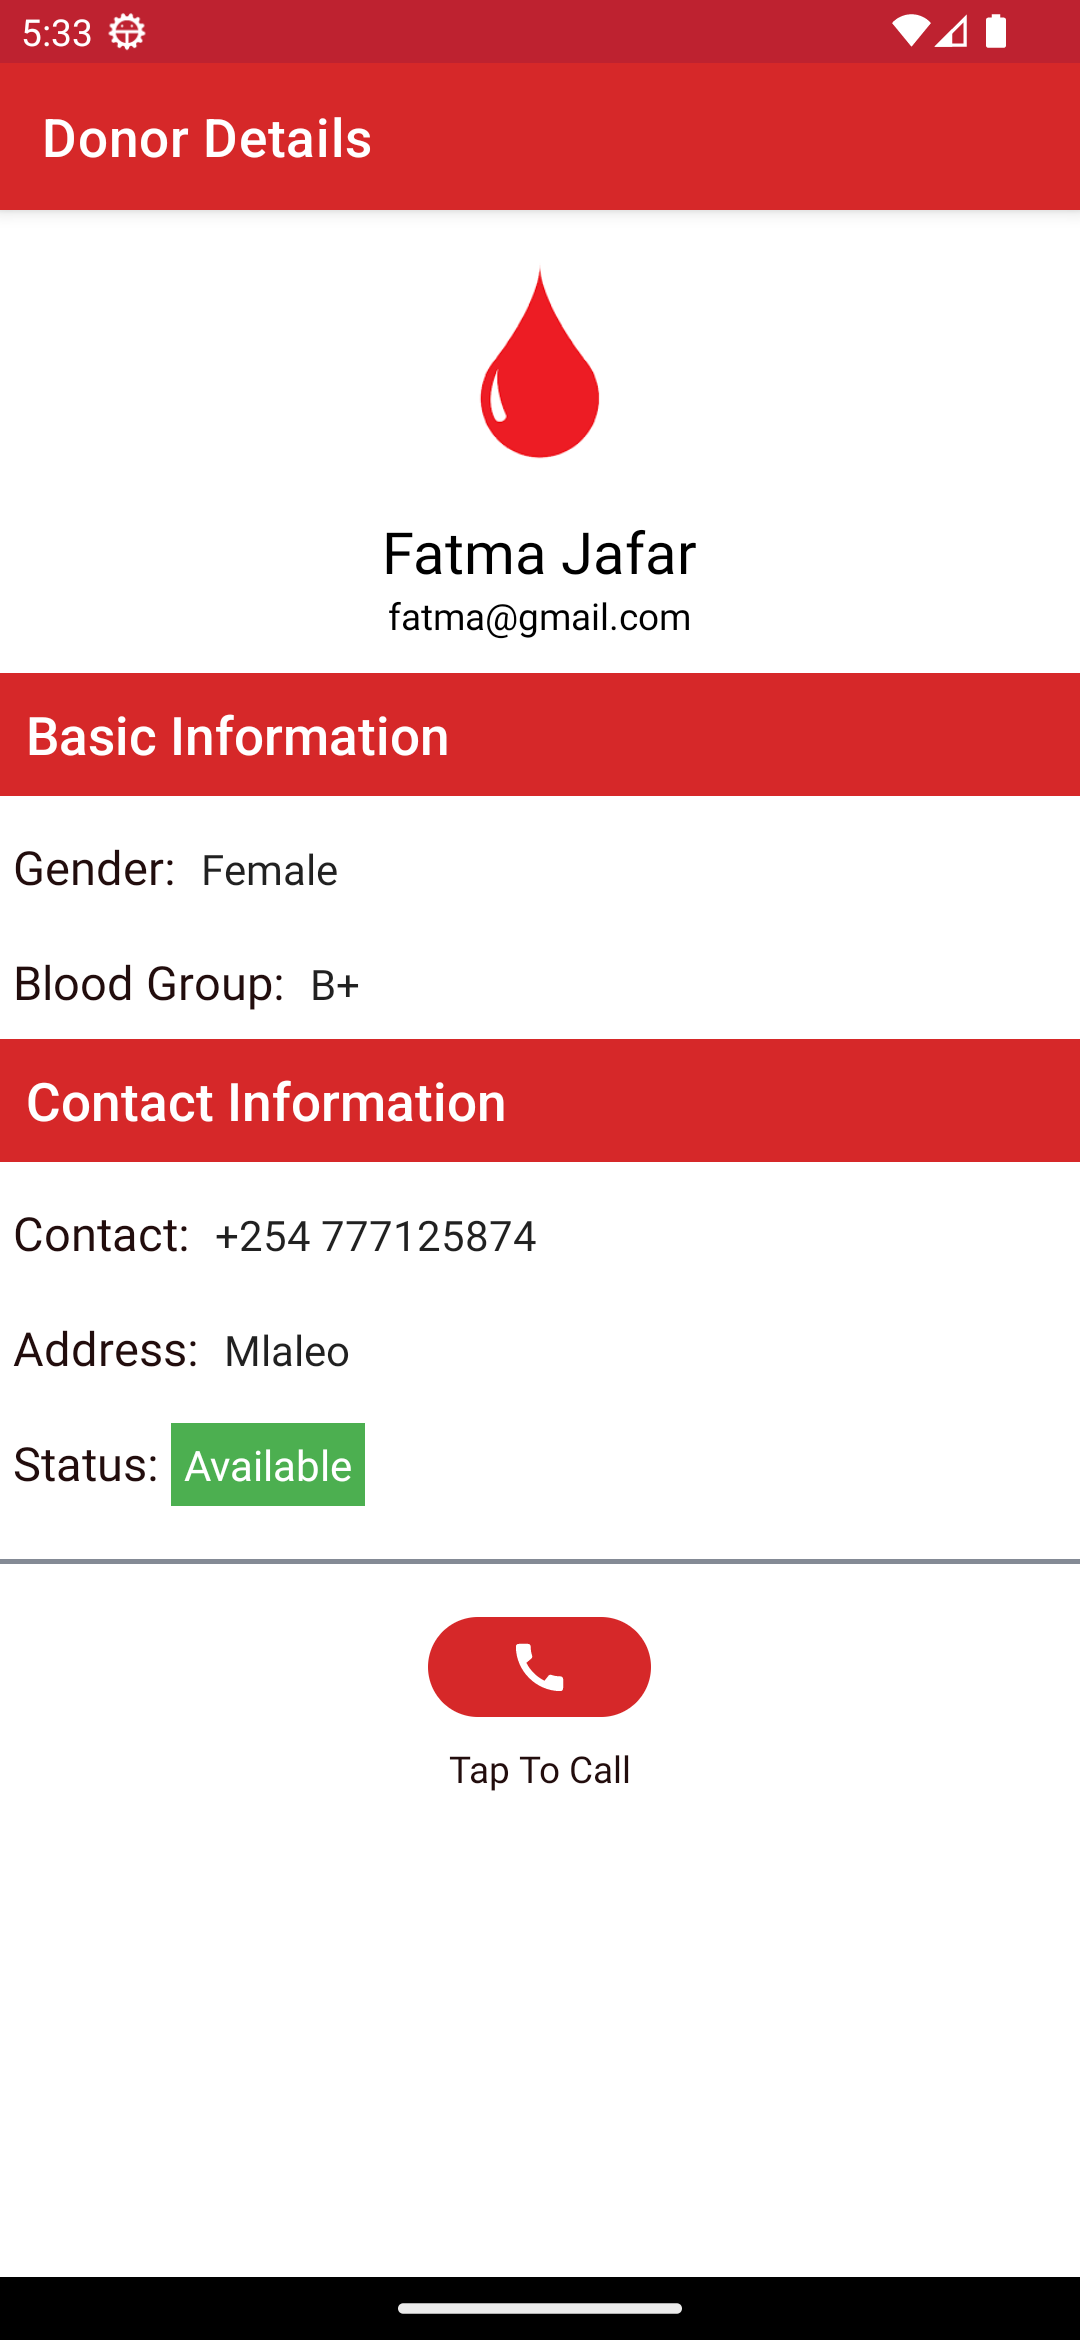 5:33
Donor Details
Fatma Jafar
fatma@gmail.com
Basic Information
Gender: Female
Blood Group: B+
Contact Information
Contact: +254 777125874
Address: Mlaleo
Status: Available
Tap To Call